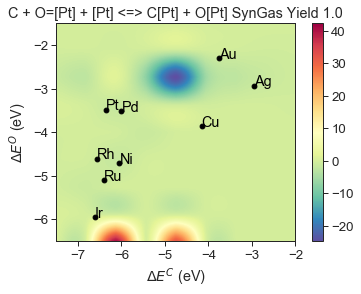 C + O=[Pt] + [Pt] <=> C[Pt] + O[Pt] SynGas Yield 1.0
−2
−3
−4
−5
−6
ΔE^O (eV)
Au
Ag
Pt
Pd
Cu
Rh
Ni
Ru
Ir
−7
−6
−5
−4
−3
−2
ΔE^C (eV)
40
30
20
10
0
−10
−20